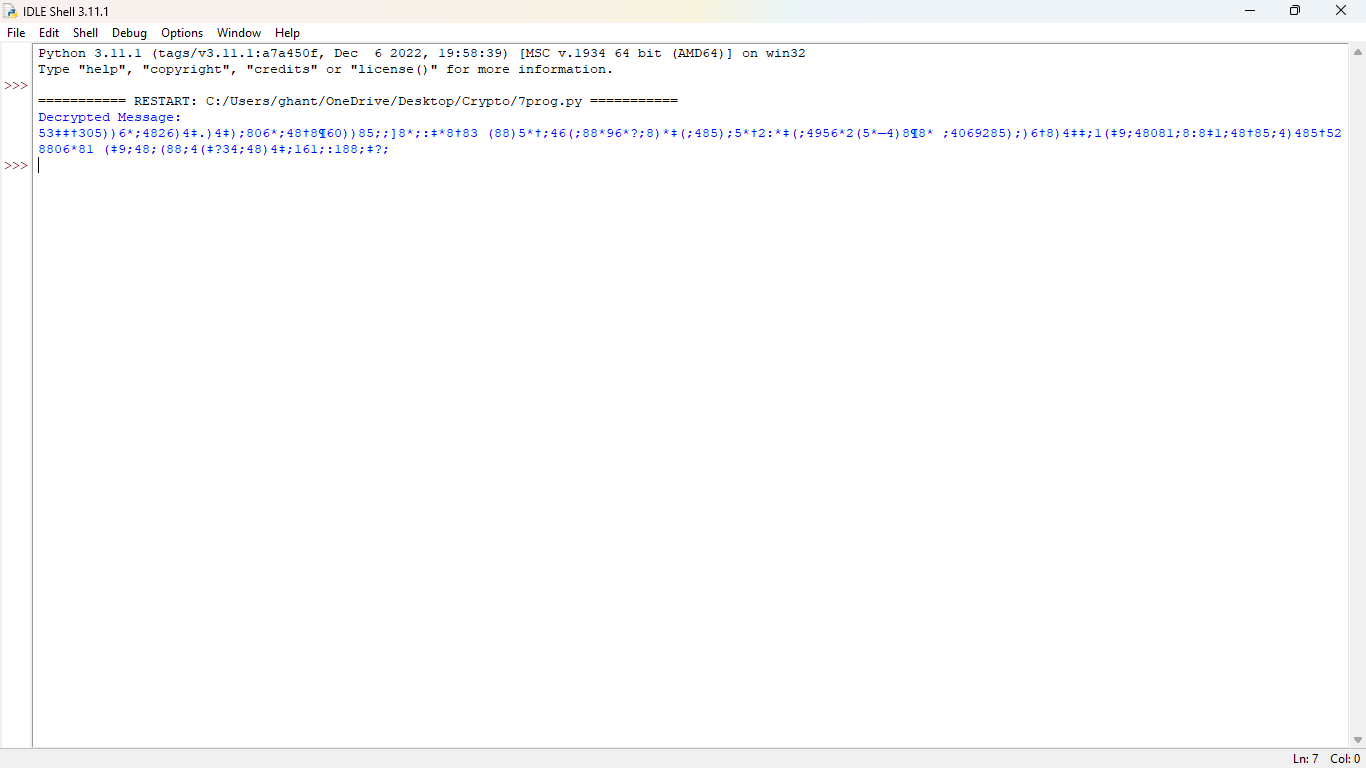 IDLE Shell 3.11.1
File Edit Shell Debug Options Window Help
Python 3.11.1 (tags/v3.11.1:a7a450f, Dec  6 2022, 19:58:39) [MSC v.1934 64 bit (AMD64)] on win32
Type "help", "copyright", "credits" or "license()" for more information.
>>>
=========== RESTART: C:/Users/ghant/OneDrive/Desktop/Crypto/7prog.py ===========
Decrypted Message:
53‡‡†305))6*;4826)4‡.)4‡);806*;48†8¶60))85;;]8*;:‡*8†83 (88)5*†;46(;88*96*?;8)*‡(;485);5*†2:*‡(;4956*2(5*—4)8¶8* ;4069285);)6†8)4‡‡;1(‡9;48081;8:8‡1;48†85;4)485†52
8806*81 (‡9;48;(88;4(‡?34;48)4‡;161;:188;‡?;
>>>
Ln: 7 Col: 0